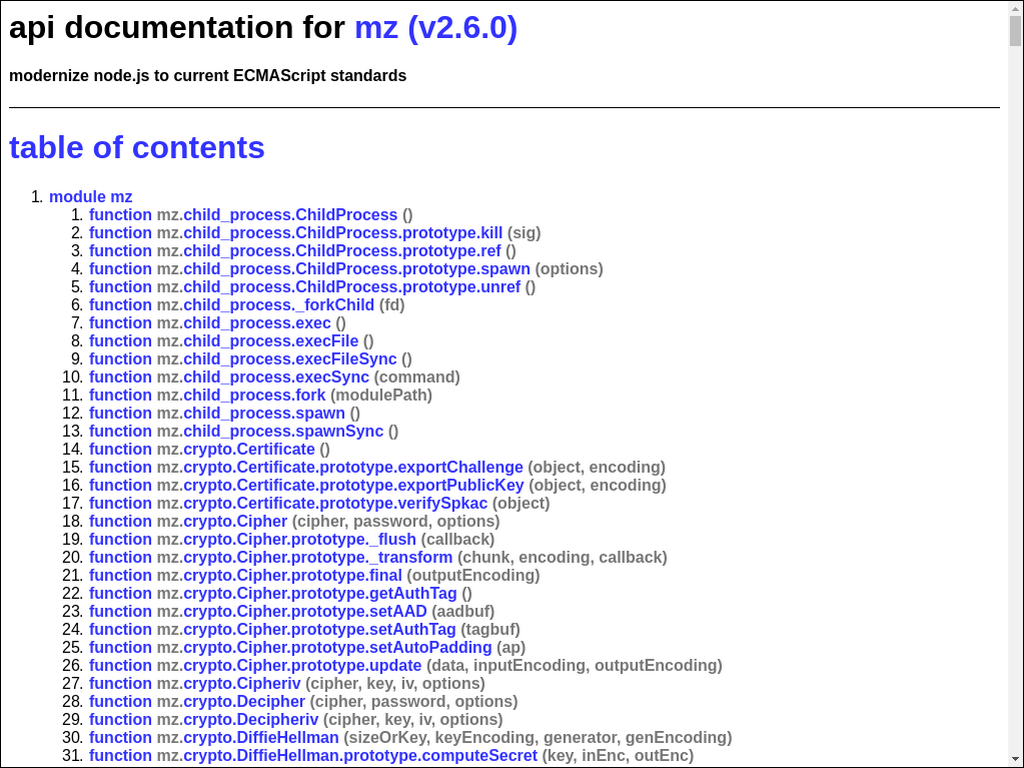 api documentation for mz (v2.6.0)
modernize node.js to current ECMAScript standards
table of contents
1. module mz
1. function mz.child_process.ChildProcess ()
2. function mz.child_process.ChildProcess.prototype.kill (sig)
3. function mz.child_process.ChildProcess.prototype.ref ()
4. function mz.child_process.ChildProcess.prototype.spawn (options)
5. function mz.child_process.ChildProcess.prototype.unref ()
6. function mz.child_process._forkChild (fd)
7. function mz.child_process.exec ()
8. function mz.child_process.execFile ()
9. function mz.child_process.execFileSync ()
10. function mz.child_process.execSync (command)
11. function mz.child_process.fork (modulePath)
12. function mz.child_process.spawn ()
13. function mz.child_process.spawnSync ()
14. function mz.crypto.Certificate ()
15. function mz.crypto.Certificate.prototype.exportChallenge (object, encoding)
16. function mz.crypto.Certificate.prototype.exportPublicKey (object, encoding)
17. function mz.crypto.Certificate.prototype.verifySpkac (object)
18. function mz.crypto.Cipher (cipher, password, options)
19. function mz.crypto.Cipher.prototype._flush (callback)
20. function mz.crypto.Cipher.prototype._transform (chunk, encoding, callback)
21. function mz.crypto.Cipher.prototype.final (outputEncoding)
22. function mz.crypto.Cipher.prototype.getAuthTag ()
23. function mz.crypto.Cipher.prototype.setAAD (aadbuf)
24. function mz.crypto.Cipher.prototype.setAuthTag (tagbuf)
25. function mz.crypto.Cipher.prototype.setAutoPadding (ap)
26. function mz.crypto.Cipher.prototype.update (data, inputEncoding, outputEncoding)
27. function mz.crypto.Cipheriv (cipher, key, iv, options)
28. function mz.crypto.Decipher (cipher, password, options)
29. function mz.crypto.Decipheriv (cipher, key, iv, options)
30. function mz.crypto.DiffieHellman (sizeOrKey, keyEncoding, generator, genEncoding)
31. function mz.crypto.DiffieHellman.prototype.computeSecret (key, inEnc, outEnc)